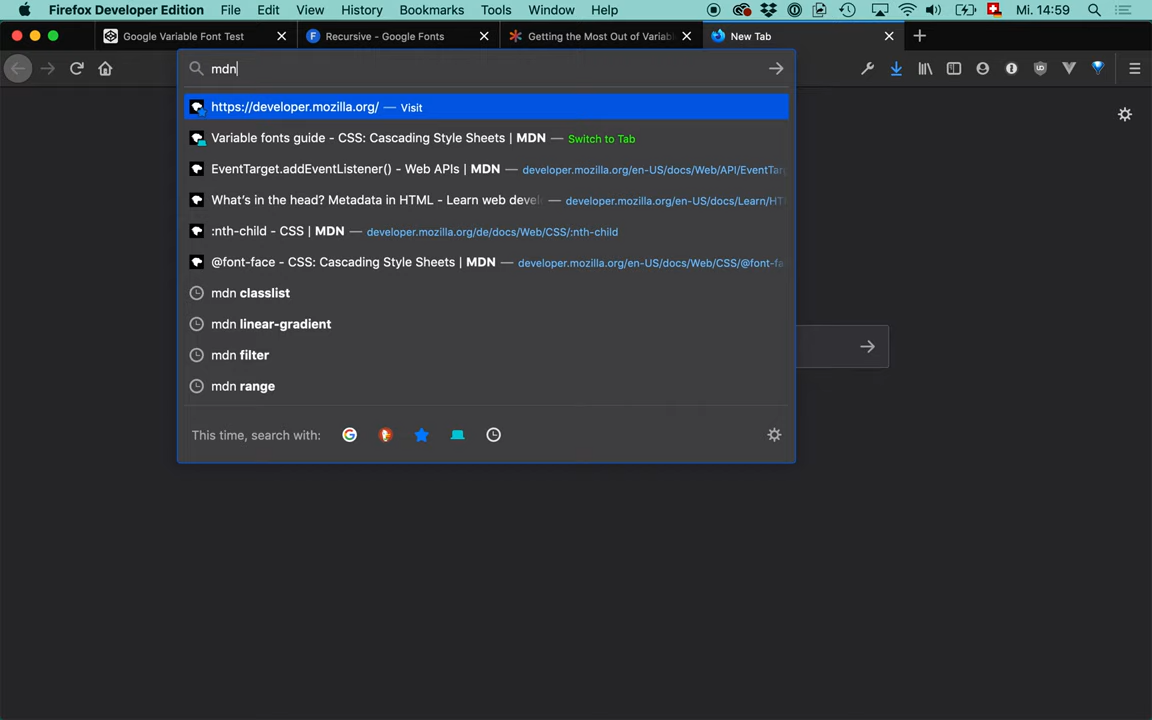 Firefox Developer Edition File Edit View History Bookmarks Tools Window Help Mi. 14:59
Google Variable Font Test Recursive - Google Fonts Getting the Most Out of Variab New Tab
mdn
https://developer.mozilla.org/ — Visit
Variable fonts guide - CSS: Cascading Style Sheets | MDN — Switch to Tab
EventTarget.addEventListener() - Web APIs | MDN — developer.mozilla.org/en-US/docs/Web/API/EventTar
What's in the head? Metadata in HTML - Learn web deve — developer.mozilla.org/en-US/docs/Learn/HT
:nth-child - CSS | MDN — developer.mozilla.org/de/docs/Web/CSS/:nth-child
@font-face - CSS: Cascading Style Sheets | MDN — developer.mozilla.org/en-US/docs/Web/CSS/@font-fa
mdn classlist
mdn linear-gradient
mdn filter
mdn range
This time, search with: